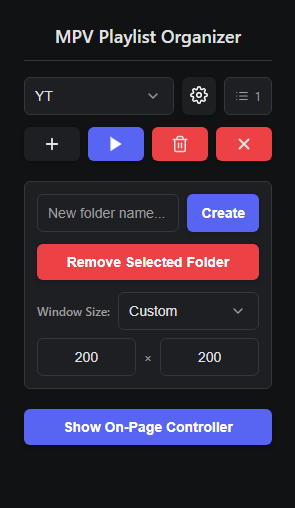 MPV Playlist Organizer
YT
1
New folder name...
Create
Remove Selected Folder
Window Size:
Custom
200 × 200
Show On-Page Controller